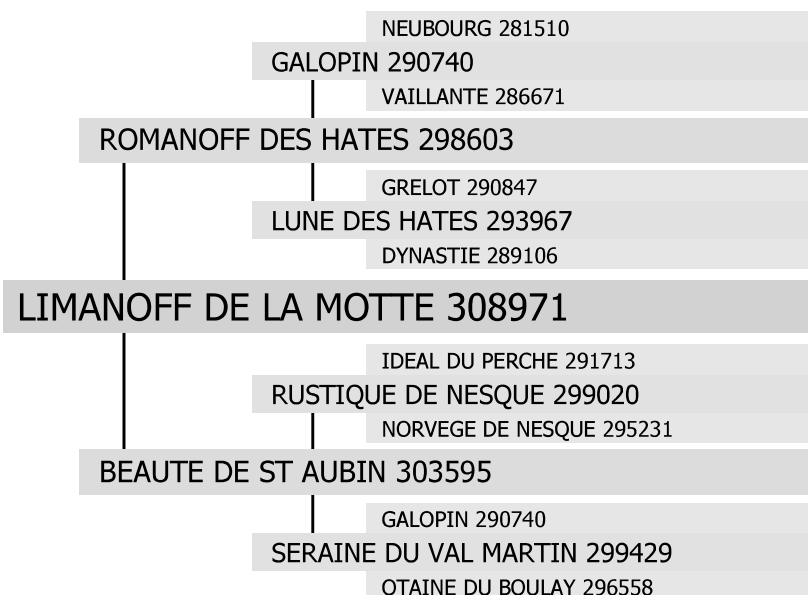 NEUBOURG 281510
GALOPIN 290740
VAILLANTE 286671
ROMANOFF DES HATES 298603
GRELOT 290847
LUNE DES HATES 293967
DYNASTIE 289106
LIMANOFF DE LA MOTTE 308971
IDEAL DU PERCHE 291713
RUSTIQUE DE NESQUE 299020
NORVEGE DE NESQUE 295231
BEAUTE DE ST AUBIN 303595
GALOPIN 290740
SERAINE DU VAL MARTIN 299429
OTAINE DU BOULAY 296558